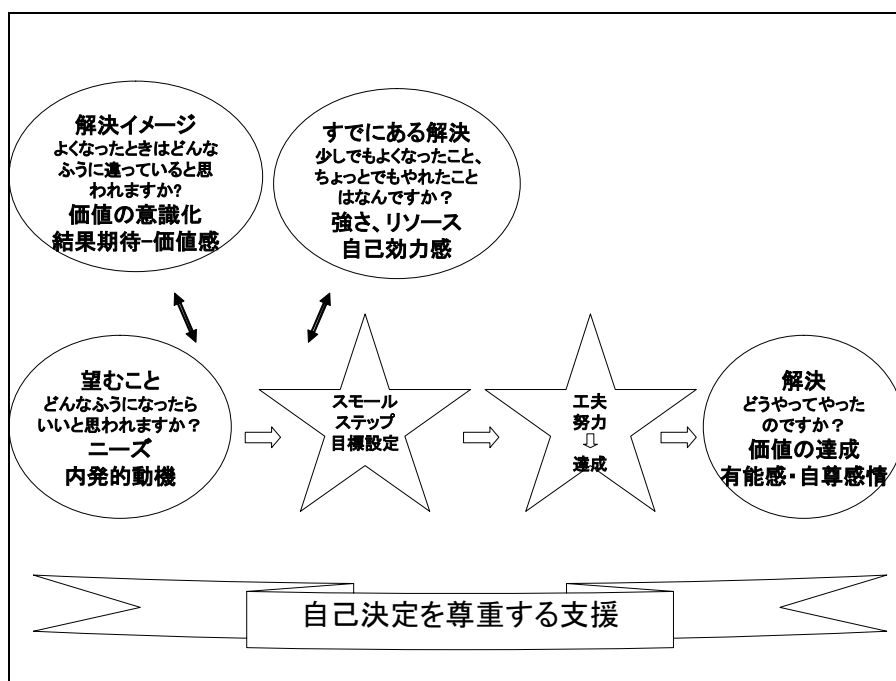 解決イメージ
よくなったときはどんな
ふうに違っていると思
われますか?
価値の意識化
結果期待-価値感
すでにある解決
少しでもよくなったこと、
ちょっとでもやれたこと
はなんですか？
強さ、リソース
自己効力感
望むこと
どんなふうになったら
いいと思われますか？
ニーズ
内発的動機
スモール
ステップ
目標設定
工夫
努力
⇩
達成
解決
どうやってやった
のですか？
価値の達成
有能感・自尊感情
自己決定を尊重する支援